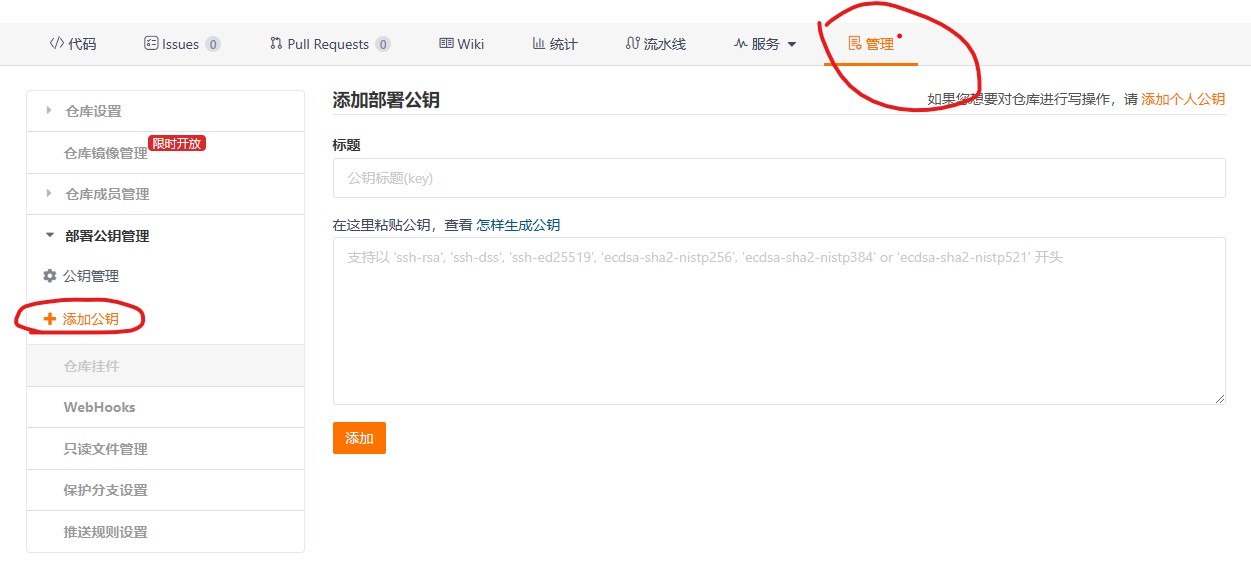 代码 Issues 0 Pull Requests 0 Wiki 统计 流水线 服务 管理
仓库设置
仓库镜像管理 限时开放
仓库成员管理
部署公钥管理
公钥管理
添加公钥
仓库挂件
WebHooks
只读文件管理
保护分支设置
推送规则设置
添加部署公钥
如果您想要对仓库进行写操作，请 添加个人公钥
标题
公钥标题(key)
在这里粘贴公钥，查看 怎样生成公钥
支持以 'ssh-rsa', 'ssh-dss', 'ssh-ed25519', 'ecdsa-sha2-nistp256', 'ecdsa-sha2-nistp384' or 'ecdsa-sha2-nistp521' 开头
添加